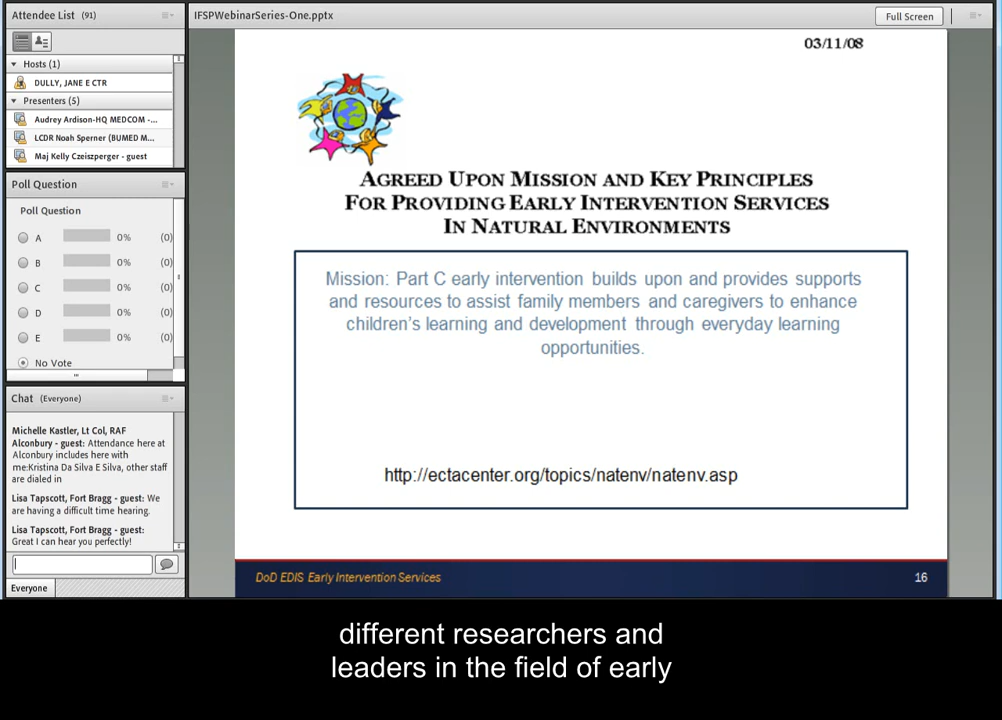 Attendee List (91)
Hosts (1)
DULLY, JANE E CTR
Presenters (5)
Audrey Ardison-HQ MEDCOM -...
LCDR Noah Sperner (BUMED M...
Maj Kelly Czeiszperger - guest
Poll Question
Poll Question
A 0% (0)
B 0% (0)
C 0% (0)
D 0% (0)
E 0% (0)
No Vote
Chat (Everyone)
Michelle Kastler, Lt Col, RAF
Alconbury - guest: Attendance here at
Alconbury includes here with
me:Kristina Da Silva E Silva, other staff
are dialed in
Lisa Tapscott, Fort Bragg - guest: We
are having a difficult time hearing.
Lisa Tapscott, Fort Bragg - guest:
Great I can hear you perfectly!
Everyone
IFSPWebinarSeries-One.pptx
Full Screen
03/11/08
AGREED UPON MISSION AND KEY PRINCIPLES
FOR PROVIDING EARLY INTERVENTION SERVICES
IN NATURAL ENVIRONMENTS
Mission: Part C early intervention builds upon and provides supports
and resources to assist family members and caregivers to enhance
children's learning and development through everyday learning
opportunities.
http://ectacenter.org/topics/natenv/natenv.asp
DoD EDIS Early Intervention Services
16
different researchers and
leaders in the field of early